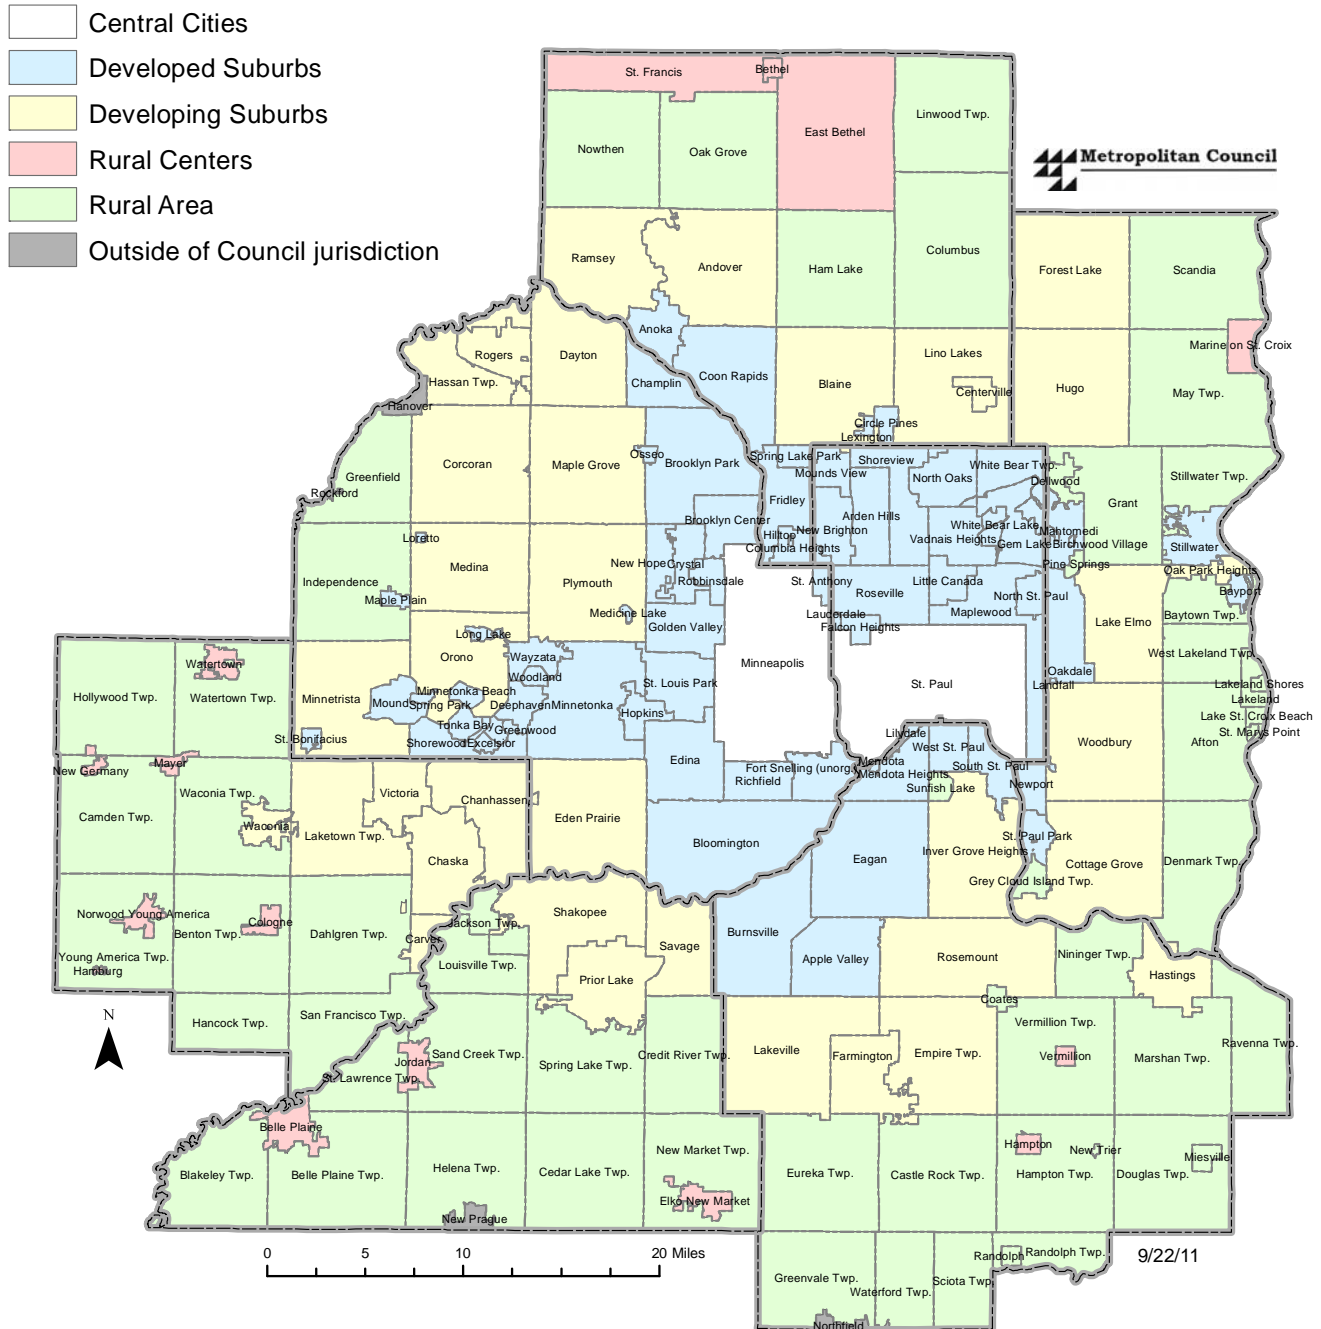 Central Cities
Developed Suburbs
Developing Suburbs
Rural Centers
Rural Area
Outside of Council jurisdiction
Metropolitan Council
St. Francis
Bethel
East Bethel
Linwood Twp.
Nowthen
Oak Grove
Ramsey
Andover
Ham Lake
Columbus
Forest Lake
Scandia
Anoka
Rogers
Dayton
Hassan Twp.
Champlin
Coon Rapids
Blaine
Lino Lakes
Centerville
Hugo
Marine on St. Croix
May Twp.
Hanover
Circle Pines
Lexington
Corcoran
Maple Grove
Osseo
Brooklyn Park
Spring Lake Park
Mounds View
Shoreview
North Oaks
White Bear Twp.
Dellwood
Grant
Stillwater Twp.
Greenfield
Rockford
Fridley
Brooklyn Center
Hilltop
Columbia Heights
New Brighton
Arden Hills
White Bear Lake
Vadnais Heights
Gem Lake
Mahtomedi
Birchwood Village
Stillwater
Loretto
Medina
Plymouth
New Hope
Crystal
Robbinsdale
St. Anthony
Roseville
Little Canada
North St. Paul
Maplewood
Pine Springs
Oak Park Heights
Bayport
Baytown Twp.
Independence
Maple Plain
Medicine Lake
Golden Valley
Lauderdale
Falcon Heights
Lake Elmo
West Lakeland Twp.
Long Lake
Orono
Wayzata
Woodland
Minneapolis
St. Paul
Oakdale
Landfall
Lakeland Shores
Lakeland
Lake St. Croix Beach
St. Marys Point
Afton
Watertown
Hollywood Twp.
Watertown Twp.
Minnetrista
Mound
Minnetonka Beach
Spring Park
Deephaven
Minnetonka
St. Louis Park
Hopkins
Tonka Bay
Greenwood
Shorewood
Excelsior
St. Bonifacius
Edina
Richfield
Fort Snelling (unorg.)
Lilydale
West St. Paul
Mendota
Mendota Heights
South St. Paul
Sunfish Lake
Newport
Woodbury
New Germany
Mayer
Waconia Twp.
Camden Twp.
Waconia
Laketown Twp.
Victoria
Chanhassen
Chaska
Eden Prairie
Bloomington
Eagan
Inver Grove Heights
St. Paul Park
Cottage Grove
Denmark Twp.
Grey Cloud Island Twp.
Norwood Young America
Benton Twp.
Cologne
Dahlgren Twp.
Carver
Jackson Twp.
Shakopee
Savage
Burnsville
Apple Valley
Rosemount
Nininger Twp.
Hastings
Young America Twp.
Hamburg
Louisville Twp.
Prior Lake
Coates
Hancock Twp.
San Francisco Twp.
Sand Creek Twp.
Jordan
St. Lawrence Twp.
Spring Lake Twp.
Credit River Twp.
Lakeville
Farmington
Empire Twp.
Vermillion Twp.
Vermillion
Marshan Twp.
Ravenna Twp.
Belle Plaine
Blakeley Twp.
Belle Plaine Twp.
Helena Twp.
Cedar Lake Twp.
New Market Twp.
Elko New Market
New Prague
Eureka Twp.
Castle Rock Twp.
Hampton
Hampton Twp.
New Trier
Douglas Twp.
Miesville
Randolph
Randolph Twp.
Greenvale Twp.
Waterford Twp.
Sciota Twp.
Northfield
N
0 5 10 20 Miles
9/22/11